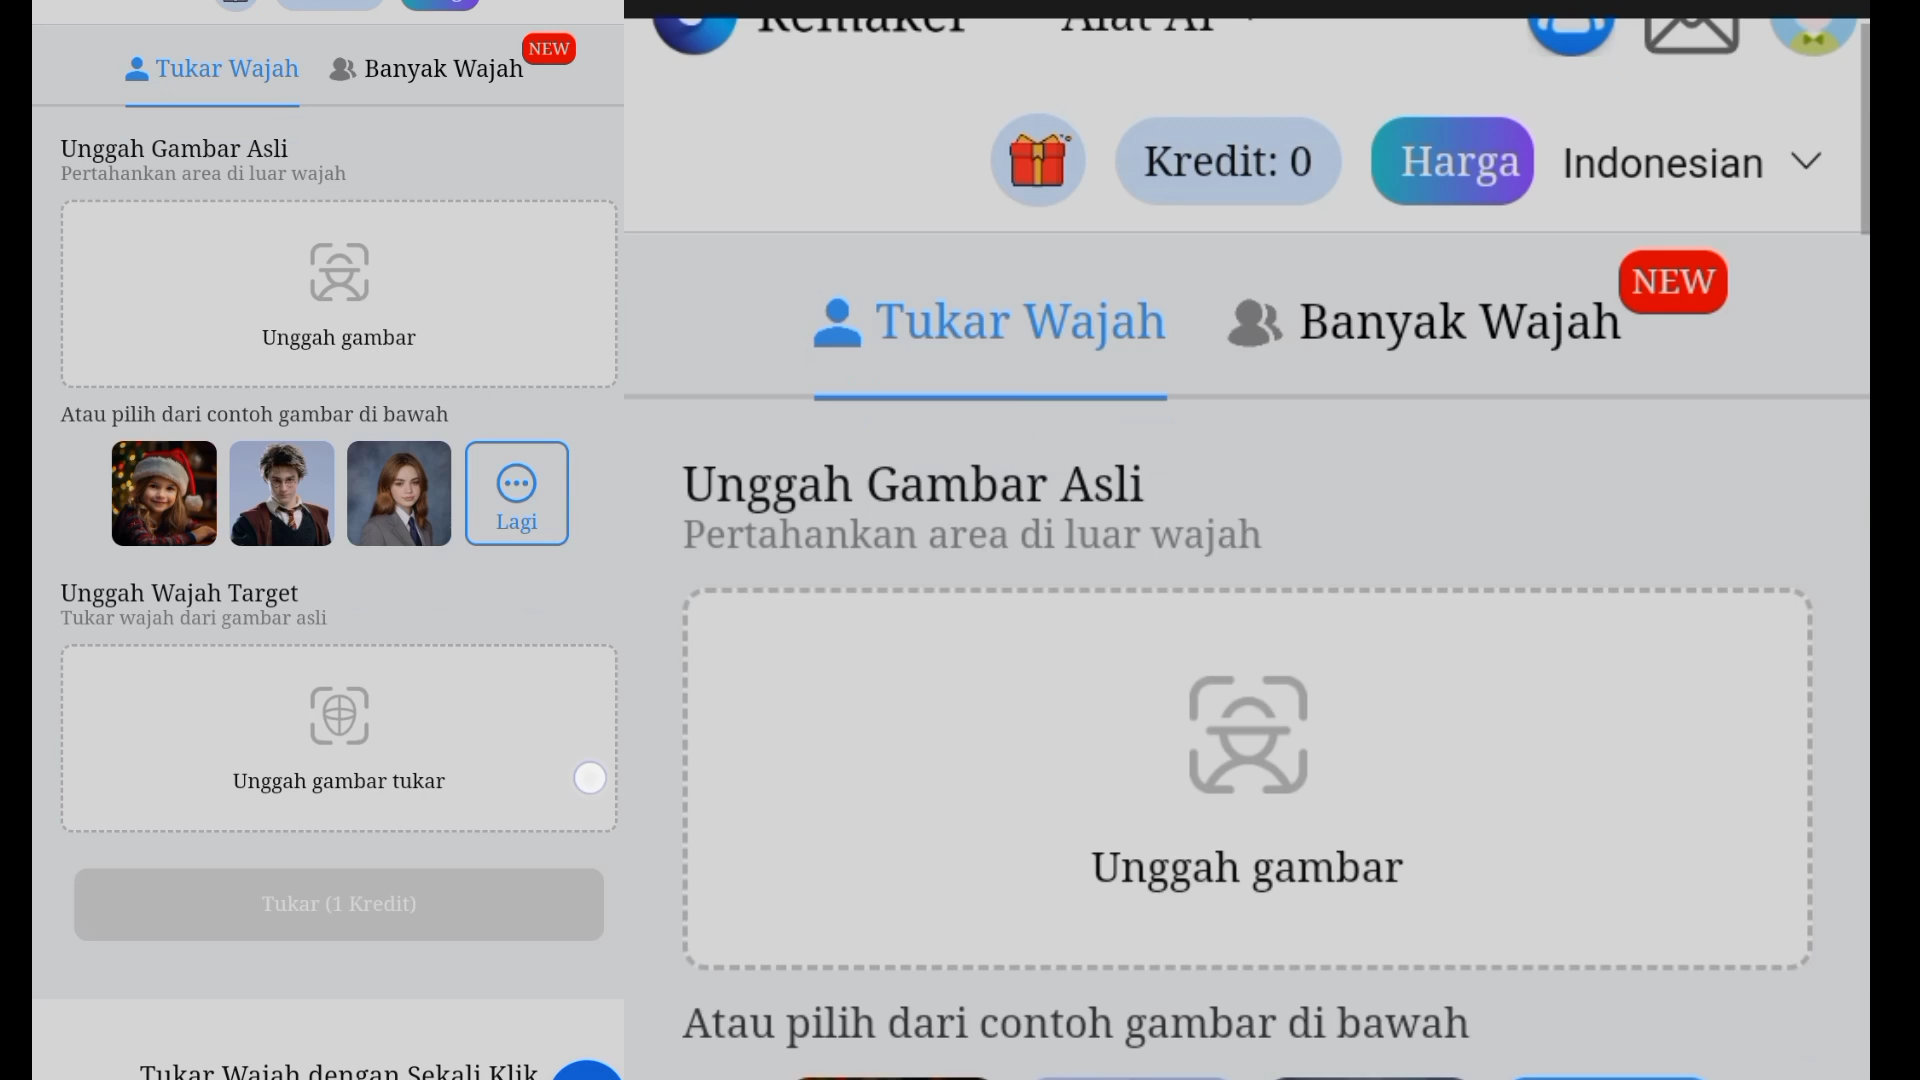 Tukar Wajah
Banyak Wajah
NEW
Unggah Gambar Asli
Pertahankan area di luar wajah
Unggah gambar
Atau pilih dari contoh gambar di bawah
Lagi
Unggah Wajah Target
Tukar wajah dari gambar asli
Unggah gambar tukar
Tukar (1 Kredit)
Tukar Wajah dengan Sekali Klik
Remaker
Alat AI
Kredit: 0
Harga
Indonesian
Tukar Wajah
Banyak Wajah
NEW
Unggah Gambar Asli
Pertahankan area di luar wajah
Unggah gambar
Atau pilih dari contoh gambar di bawah